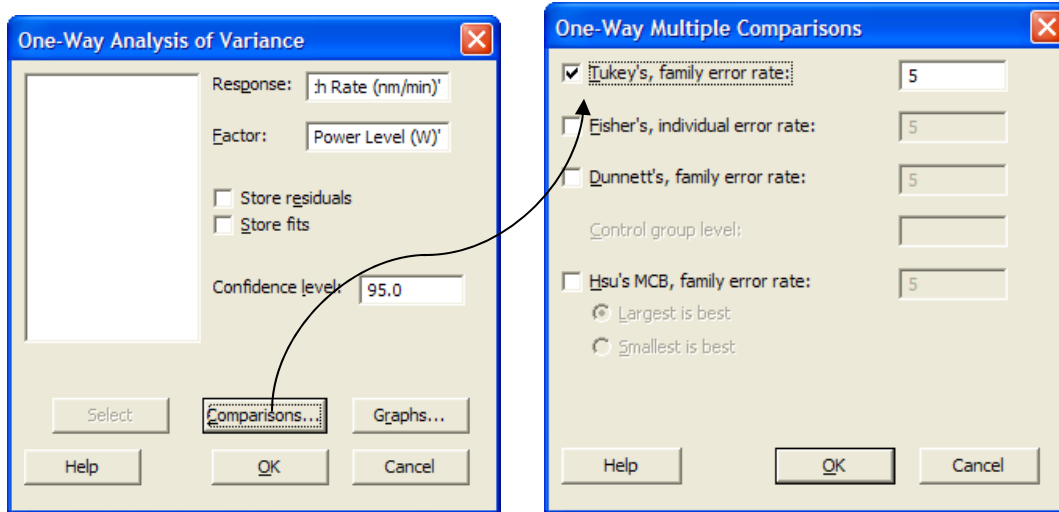 One-Way Analysis of Variance
Response: :h Rate (nm/min)'
Factor: Power Level (W)'
Store residuals
Store fits
Confidence level: 95.0
Select Comparisons... Graphs...
Help OK Cancel
One-Way Multiple Comparisons
Tukey's, family error rate: 5
Fisher's, individual error rate: 5
Dunnett's, family error rate: 5
Control group level:
Hsu's MCB, family error rate: 5
Largest is best
Smallest is best
Help OK Cancel